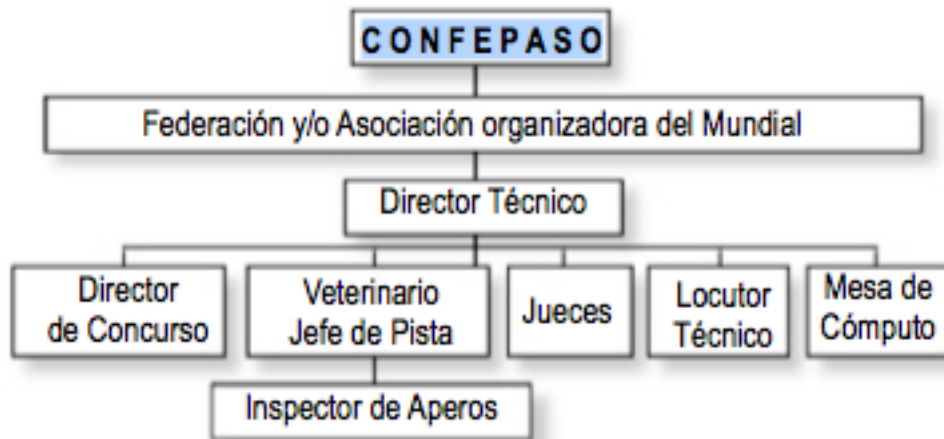 CONFEPASO
Federación y/o Asociación organizadora del Mundial
Director Técnico
Director
de Concurso
Veterinario
Jefe de Pista
Jueces
Locutor
Técnico
Mesa de
Cómputo
Inspector de Aperos